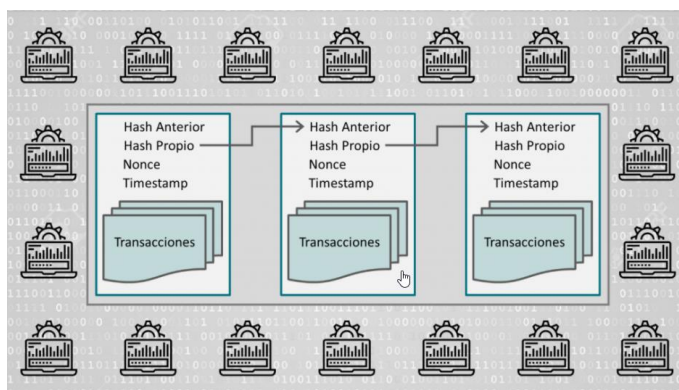 Hash Anterior
Hash Propio
Nonce
Timestamp
Transacciones
Hash Anterior
Hash Propio
Nonce
Timestamp
Transacciones
Hash Anterior
Hash Propio
Nonce
Timestamp
Transacciones